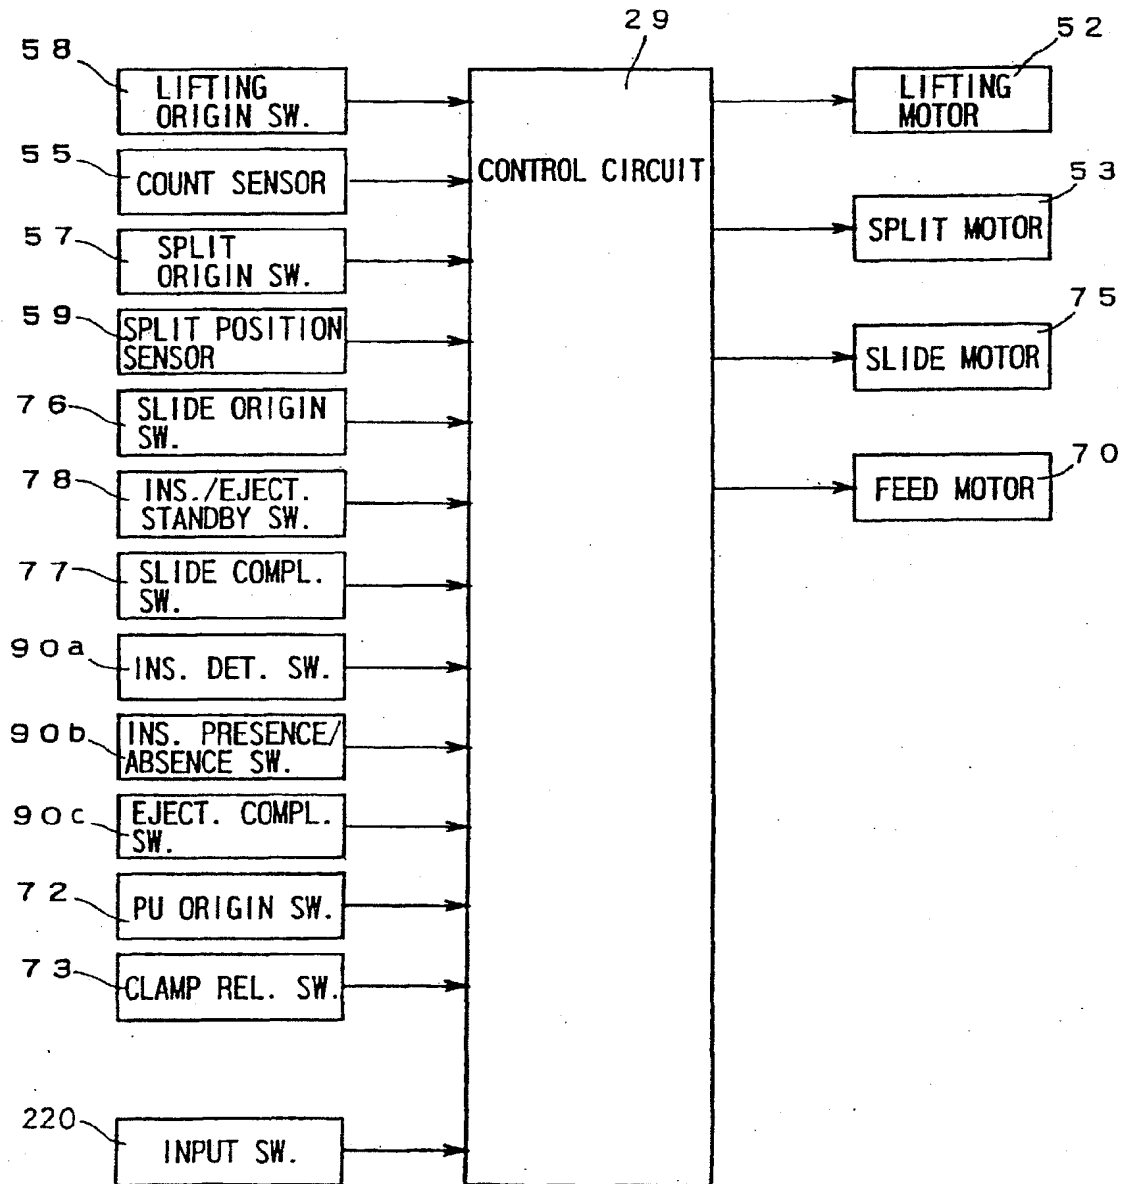 29
52
58
LIFTING
ORIGIN SW.
LIFTING
MOTOR
55
COUNT SENSOR
CONTROL CIRCUIT
53
SPLIT MOTOR
57
SPLIT
ORIGIN SW.
59
SPLIT POSITION
SENSOR
75
SLIDE MOTOR
76
SLIDE ORIGIN
SW.
78
INS./EJECT.
STANDBY SW.
70
FEED MOTOR
77
SLIDE COMPL.
SW.
90a
INS. DET. SW.
90b
INS. PRESENCE/
ABSENCE SW.
90c
EJECT. COMPL.
SW.
72
PU ORIGIN SW.
73
CLAMP REL. SW.
220
INPUT SW.